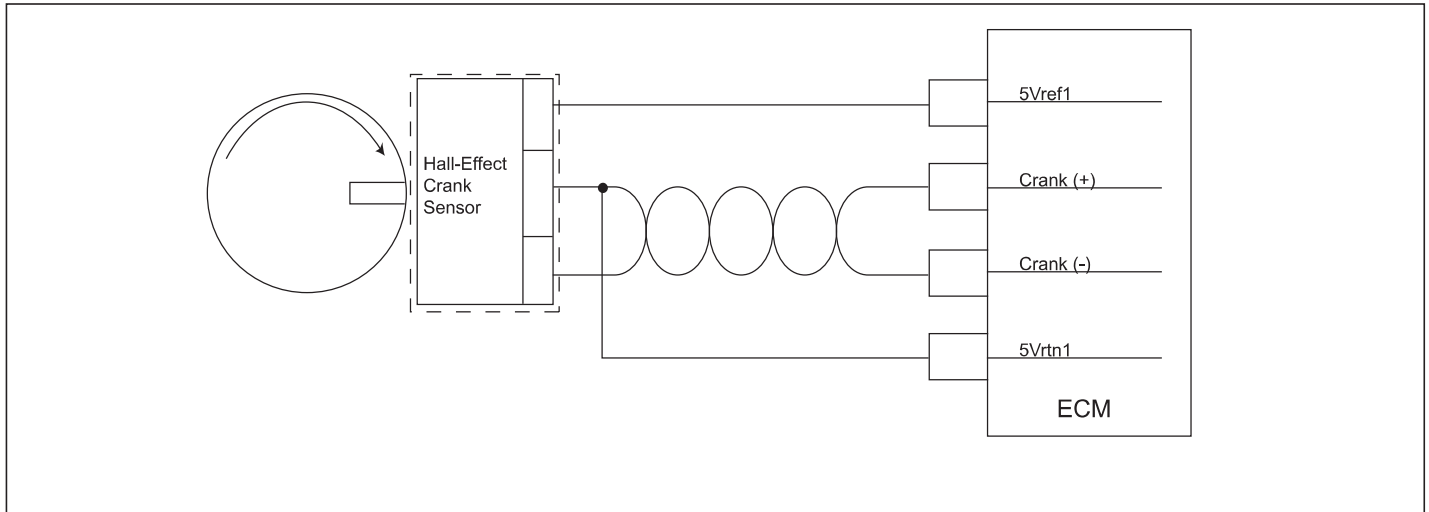 5Vref1
Hall-Effect
Crank
Sensor
Crank (+)
Crank (-)
5Vrtn1
ECM